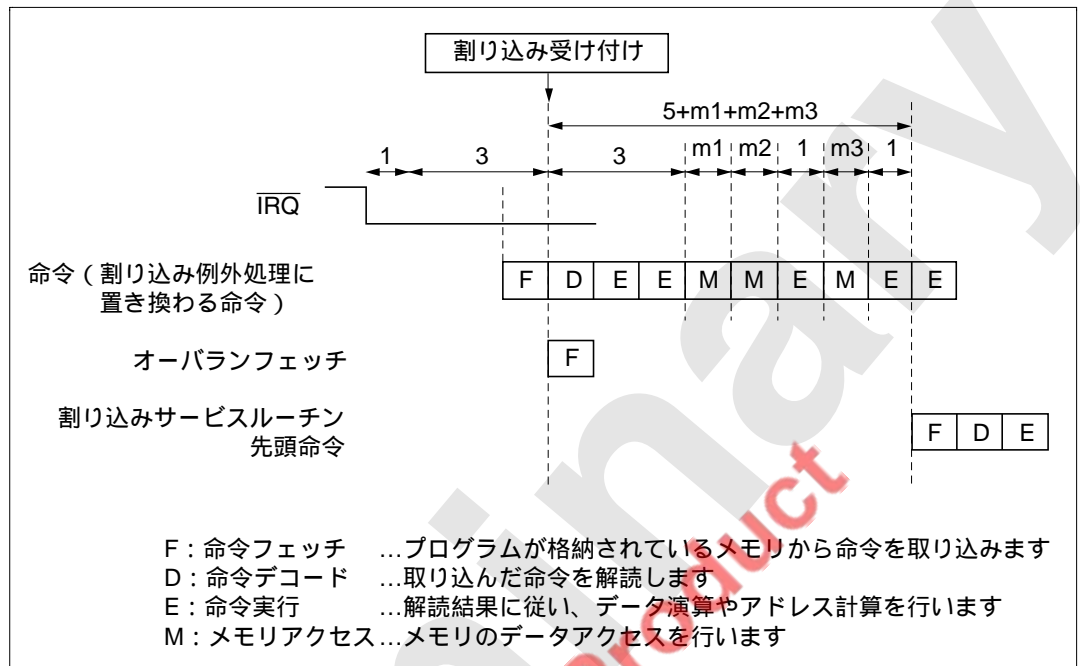 割り込み受け付け
5+m1+m2+m3
1 3 3 m1 m2 1 m3 1
IRQ
命令（割り込み例外処理に
置き換わる命令）
F D E E M M E M E E
オーバランフェッチ
F
割り込みサービスルーチン
先頭命令
F D E
F：命令フェッチ …プログラムが格納されているメモリから命令を取り込みます
D：命令デコード …取り込んだ命令を解読します
E：命令実行 …解読結果に従い、データ演算やアドレス計算を行います
M：メモリアクセス…メモリのデータアクセスを行います
inary
Product